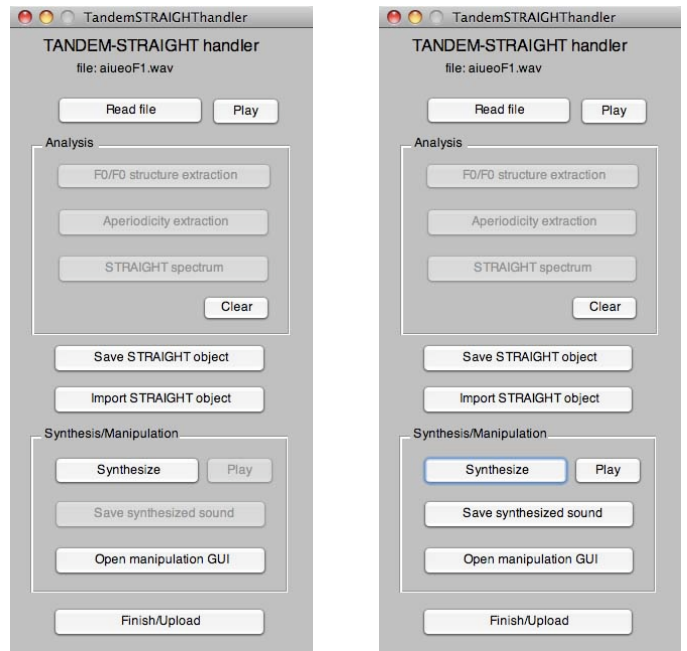 TandemSTRAIGHThandler
TANDEM-STRAIGHT handler
file: aiueoF1.wav
Read file
Play
Analysis
F0/F0 structure extraction
Aperiodicity extraction
STRAIGHT spectrum
Clear
Save STRAIGHT object
Import STRAIGHT object
Synthesis/Manipulation
Synthesize
Play
Save synthesized sound
Open manipulation GUI
Finish/Upload
TandemSTRAIGHThandler
TANDEM-STRAIGHT handler
file: aiueoF1.wav
Read file
Play
Analysis
F0/F0 structure extraction
Aperiodicity extraction
STRAIGHT spectrum
Clear
Save STRAIGHT object
Import STRAIGHT object
Synthesis/Manipulation
Synthesize
Play
Save synthesized sound
Open manipulation GUI
Finish/Upload